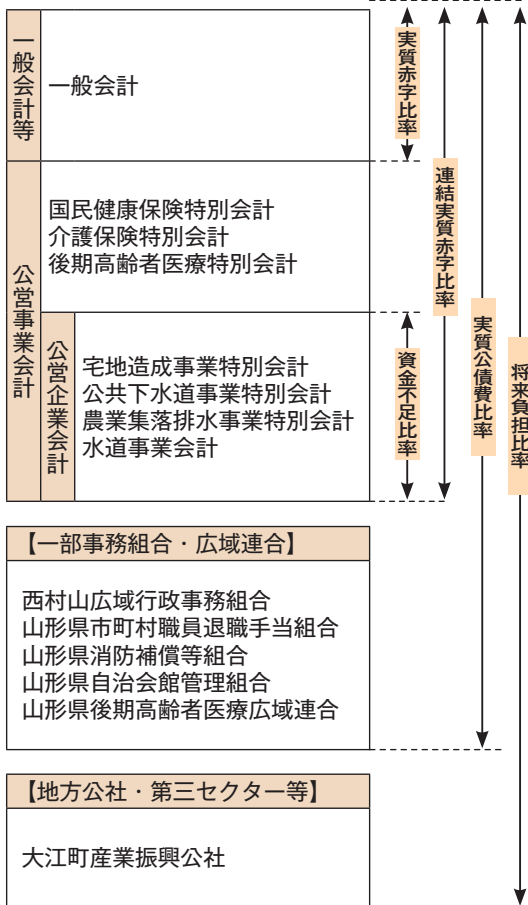 一般会計等
一般会計
公営事業会計
国民健康保険特別会計
介護保険特別会計
後期高齢者医療特別会計
公営企業会計
宅地造成事業特別会計
公共下水道事業特別会計
農業集落排水事業特別会計
水道事業会計
実質赤字比率
連結実質赤字比率
資金不足比率
実質公債費比率
将来負担比率
【一部事務組合・広域連合】
西村山広域行政事務組合
山形県市町村職員退職手当組合
山形県消防補償等組合
山形県自治会館管理組合
山形県後期高齢者医療広域連合
【地方公社・第三セクター等】
大江町産業振興公社